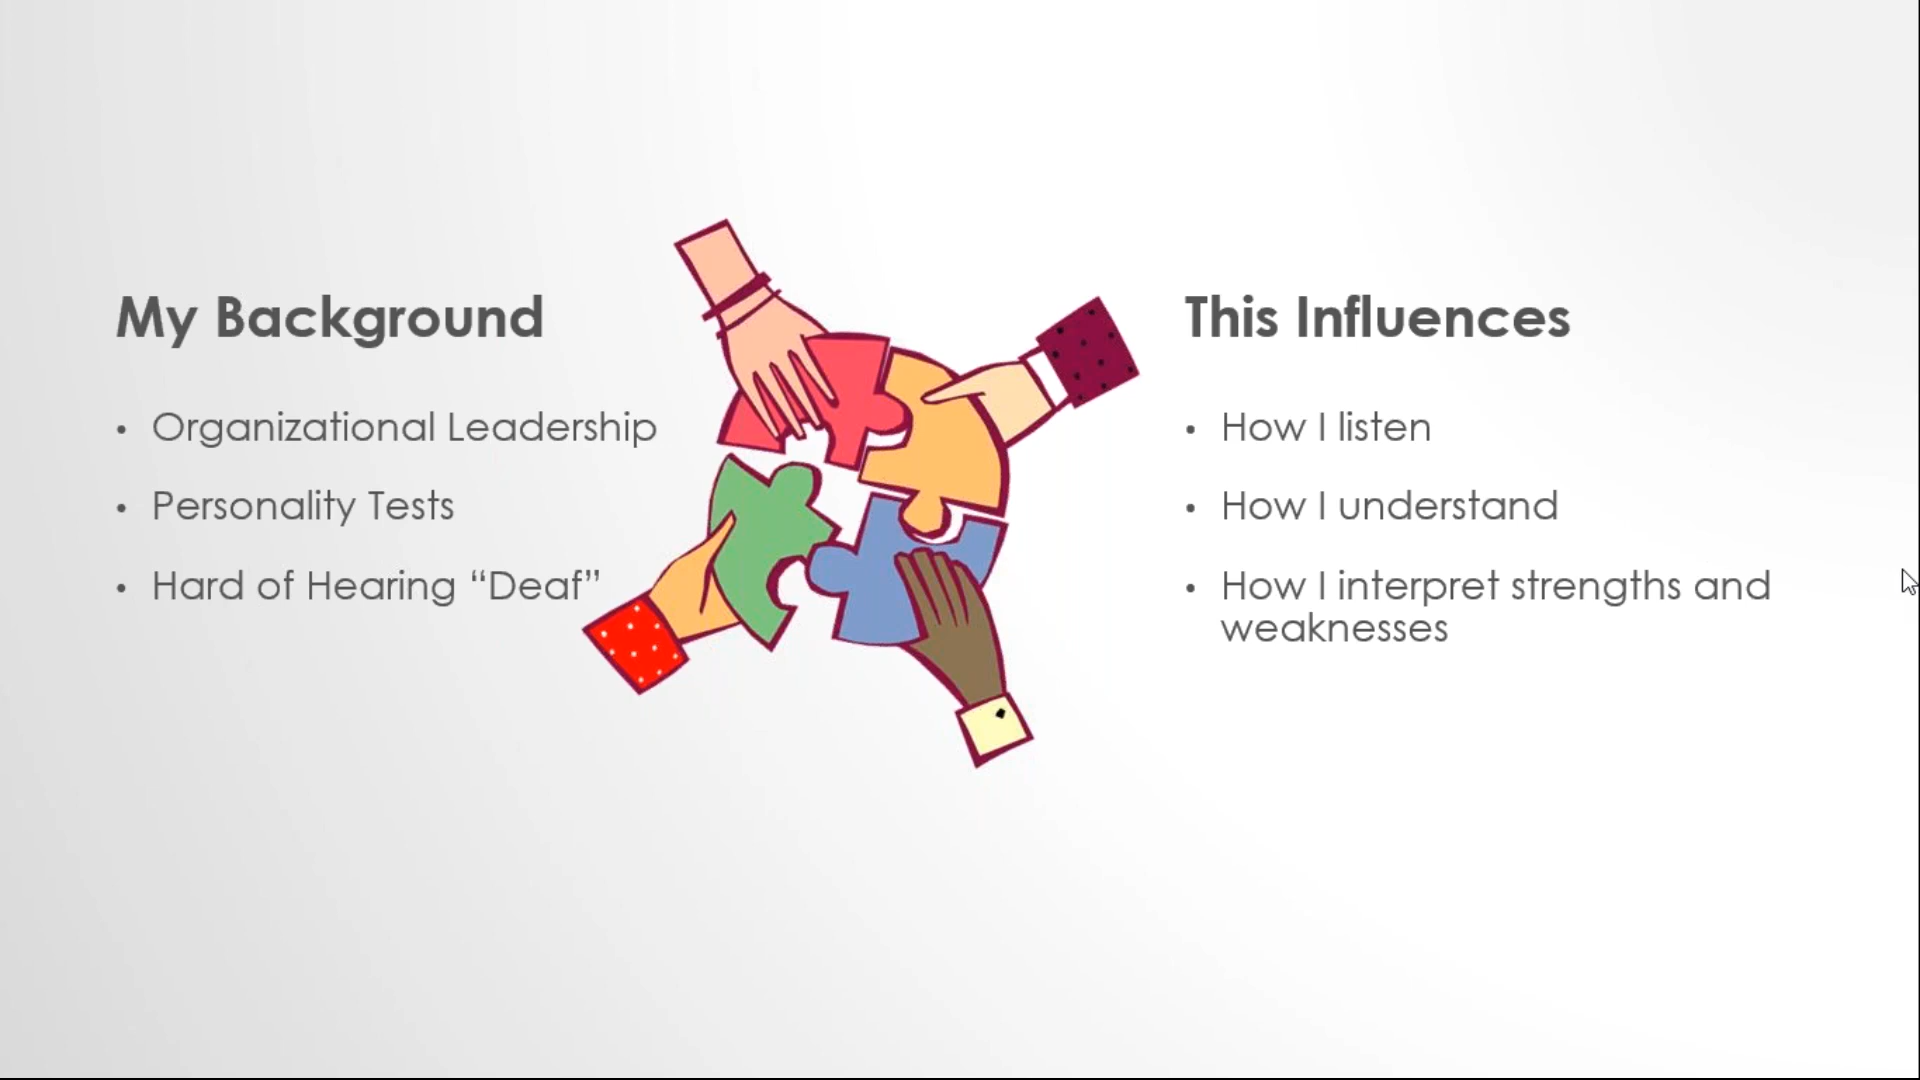 My Background
• Organizational Leadership
• Personality Tests
• Hard of Hearing “Deaf”
This Influences
• How I listen
• How I understand
• How I interpret strengths and
weaknesses